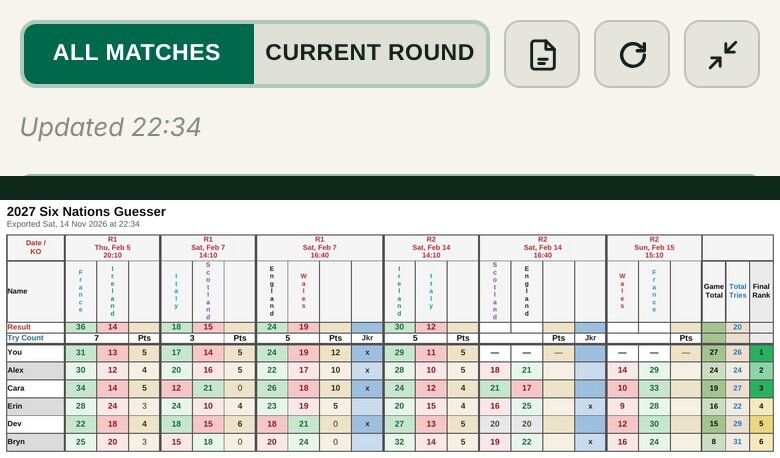 ALL MATCHES CURRENT ROUND
Updated 22:34
2027 Six Nations Guesser
Exported Sat, 14 Nov 2026 at 22:34
Date / KO R1 Thu, Feb 5 20:10 R1 Sat, Feb 7 14:10 R1 Sat, Feb 7 16:40 R2 Sat, Feb 14 14:10 R2 Sat, Feb 14 16:40 R2 Sun, Feb 15 15:10
Name France Ireland Italy Scotland England Wales Ireland Italy Scotland England Wales France Game Total Total Tries Final Rank
Result 36 14 18 15 24 19 30 12 20
Try Count 7 Pts 3 Pts 5 Pts Jkr 5 Pts Pts Jkr Pts
You 31 13 5 17 14 5 24 19 12 x 29 11 5 — — — — — — 27 26 1
Alex 30 12 4 20 16 5 22 17 10 x 28 10 5 18 21 14 29 24 24 2
Cara 34 14 5 12 21 0 26 18 10 x 24 12 4 21 17 10 33 19 27 3
Erin 28 24 3 24 10 4 23 19 5 20 15 4 16 25 x 9 28 16 22 4
Dev 22 18 4 18 15 6 18 21 0 x 27 14 5 20 20 12 30 15 29 5
Bryn 25 20 3 15 18 0 20 24 0 32 14 5 19 22 x 16 24 8 31 6